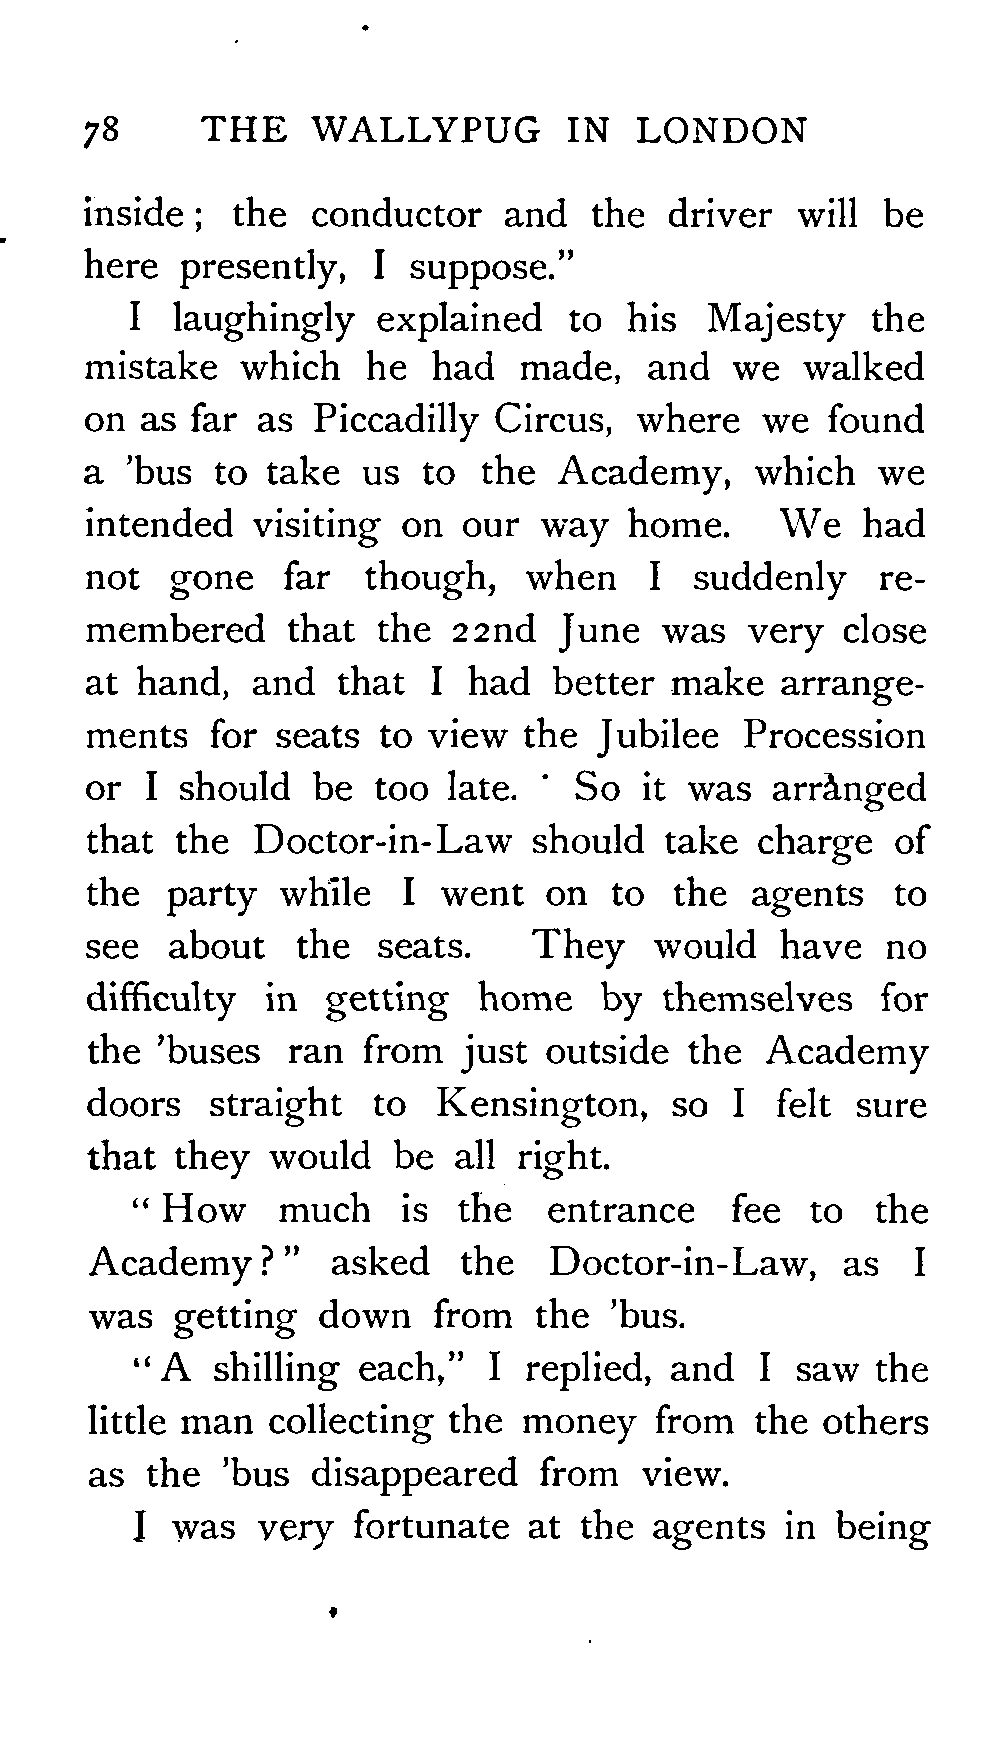 78 THE WALLYPUG IN LONDON
inside; the conductor and the driver will be
here presently, I suppose."
I laughingly explained to his Majesty the
mistake which he had made, and we walked
on as far as Piccadilly Circus, where we found
a 'bus to take us to the Academy, which we
intended visiting on our way home. We had
not gone far though, when I suddenly re-
membered that the 22nd June was very close
at hand, and that I had better make arrange-
ments for seats to view the Jubilee Procession
or I should be too late. So it was arranged
that the Doctor-in-Law should take charge of
the party while I went on to the agents to
see about the seats. They would have no
difficulty in getting home by themselves for
the 'buses ran from just outside the Academy
doors straight to Kensington, so I felt sure
that they would be all right.
"How much is the entrance fee to the
Academy?" asked the Doctor-in-Law, as I
was getting down from the 'bus.
"A shilling each," I replied, and I saw the
little man collecting the money from the others
as the 'bus disappeared from view.
I was very fortunate at the agents in being